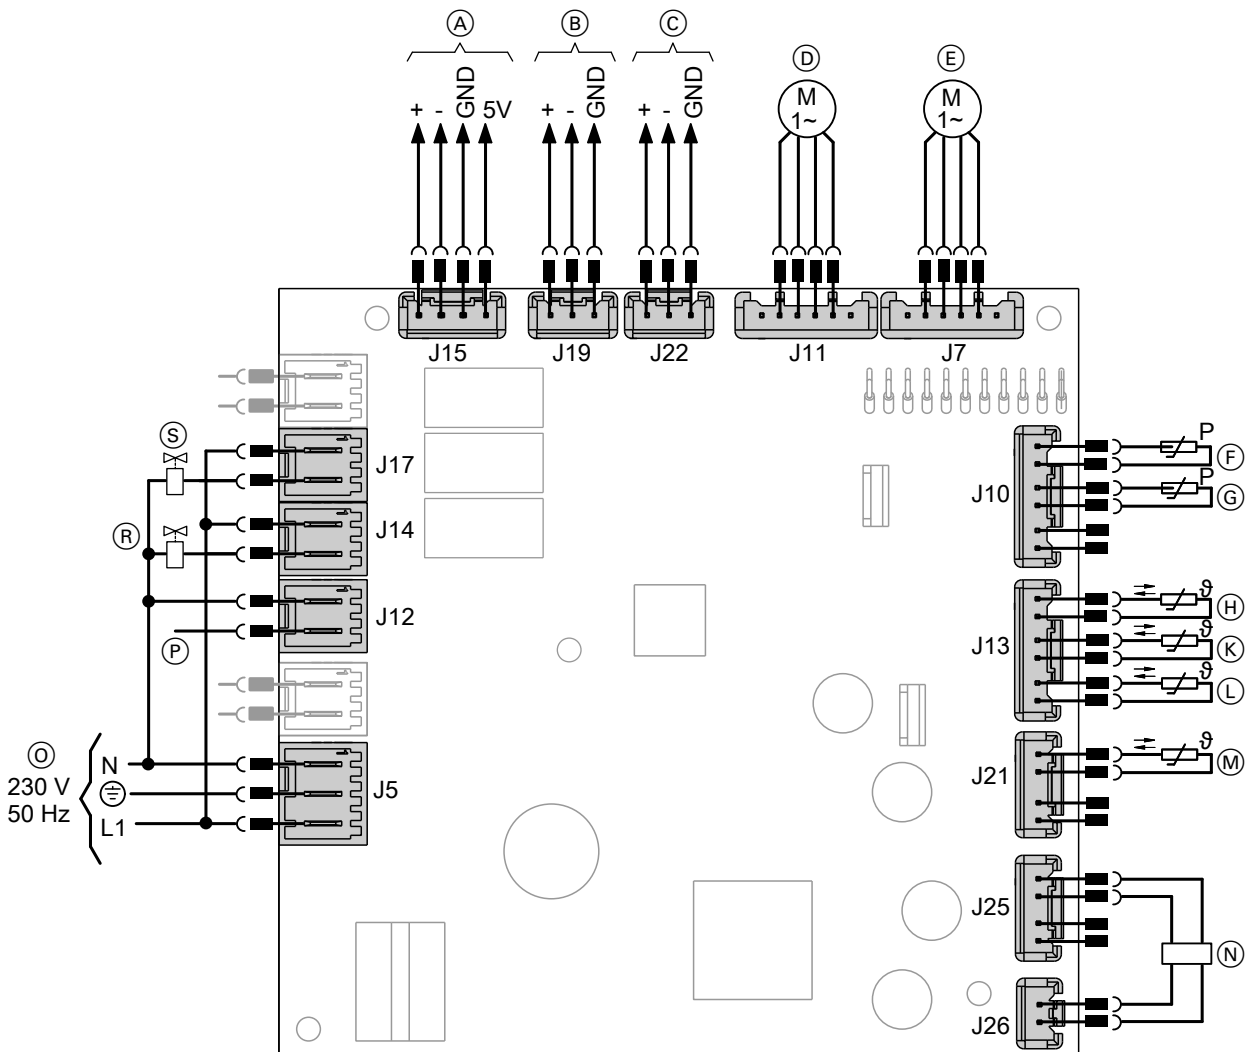 Ⓐ Ⓑ Ⓒ
+ - GND 5V + - GND + - GND
Ⓓ Ⓔ
M
1~
M
1~
J15 J19 J22 J11 J7
Ⓢ
J17
Ⓡ
J14
J12
Ⓟ
Ⓞ
230 V
50 Hz
N
L1
J5
P
Ⓕ
P
Ⓖ
J10
ϑ
Ⓗ
ϑ
Ⓚ
J13
ϑ
Ⓛ
ϑ
Ⓜ
J21
J25
Ⓝ
J26